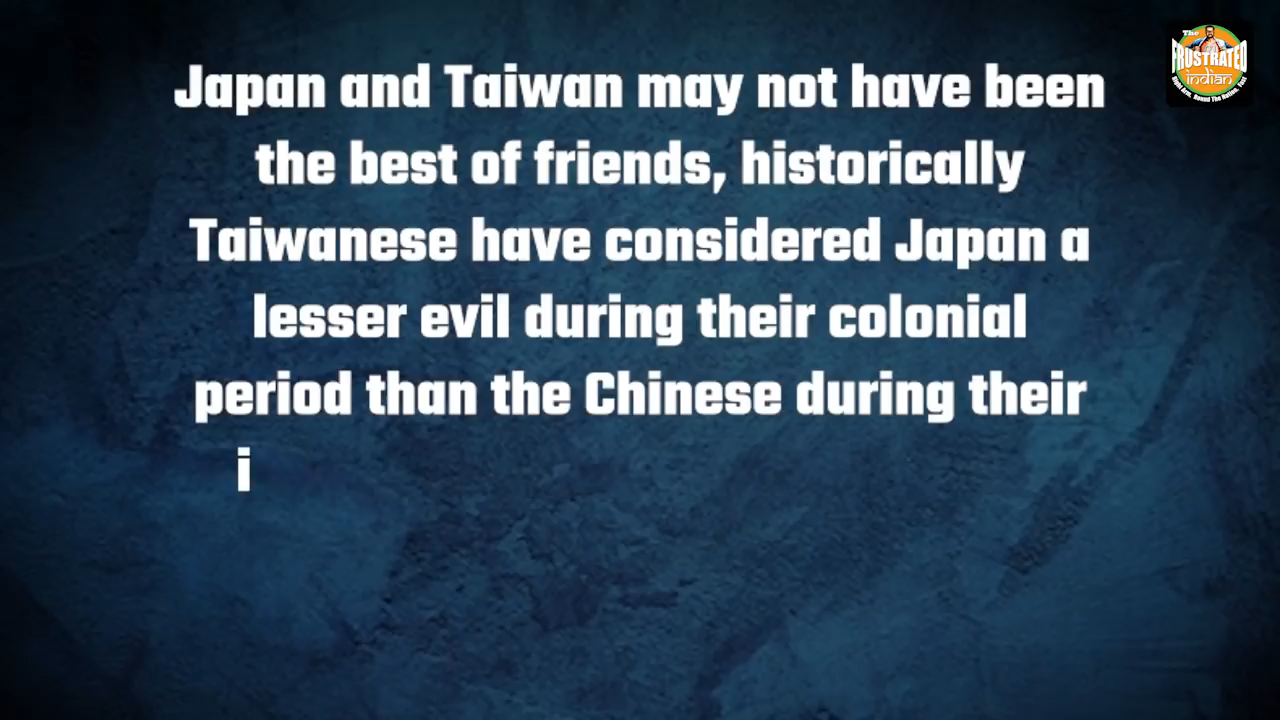 Japan and Taiwan may not have been
the best of friends, historically
Taiwanese have considered Japan a
lesser evil during their colonial
period than the Chinese during their
i
The
FRUSTRATED
indian